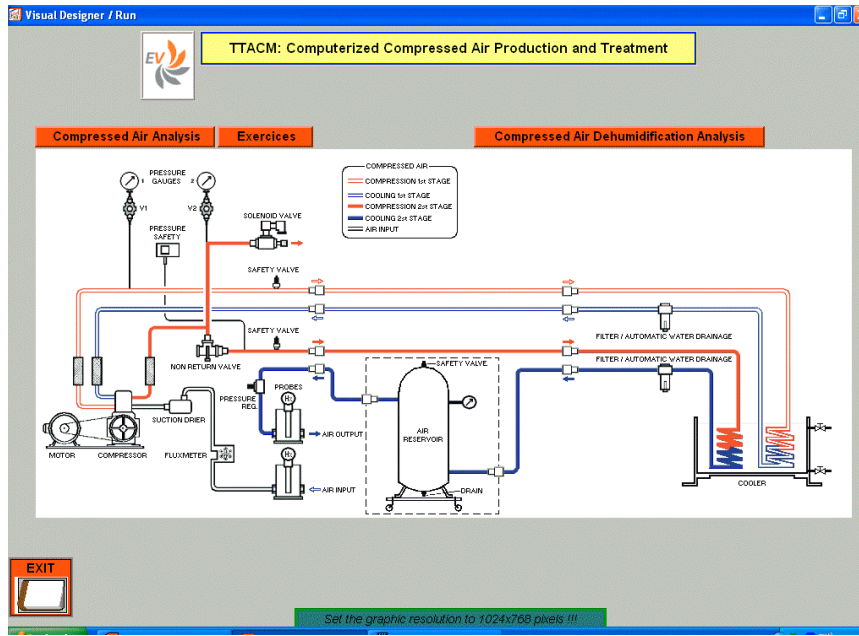 Visual Designer / Run
EV
TTACM: Computerized Compressed Air Production and Treatment
Compressed Air Analysis
Exercices
Compressed Air Dehumidification Analysis
1
PRESSURE
GAUGES
2
V1
V2
PRESSURE
SAFETY
SOLENOID VALVE
COMPRESSED AIR
COMPRESSION 1st STAGE
COOLING 1st STAGE
COMPRESSION 2st STAGE
COOLING 2st STAGE
AIR INPUT
SAFETY VALVE
SAFETY VALVE
FILTER / AUTOMATIC WATER DRAINAGE
FILTER / AUTOMATIC WATER DRAINAGE
NON RETURN VALVE
SAFETY VALVE
PRESSURE
REG.
PROBES
SUCTION DRIER
AIR OUTPUT
AIR
RESERVOIR
MOTOR
COMPRESSOR
FLUXMETER
AIR INPUT
DRAIN
COOLER
EXIT
Set the graphic resolution to 1024x768 pixels !!!